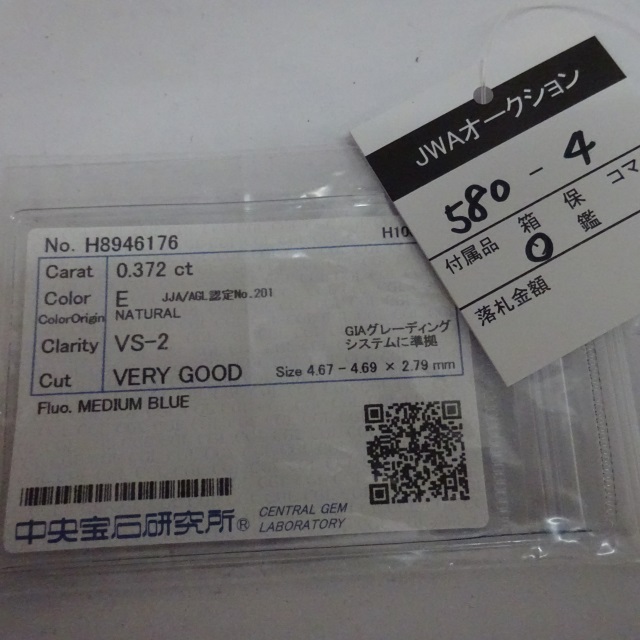 JWAオークション
580-4
付属品 箱 保 鑑 コマ
0
落札金額
No. H8946176 H10
Carat 0.372 ct
Color E JJA/AGL認定No.201
ColorOrigin NATURAL
Clarity VS-2
GIAグレーディング
システムに準拠
Cut VERY GOOD Size 4.67 - 4.69 × 2.79 mm
Fluo. MEDIUM BLUE
中央宝石研究所® CENTRAL GEM
LABORATORY